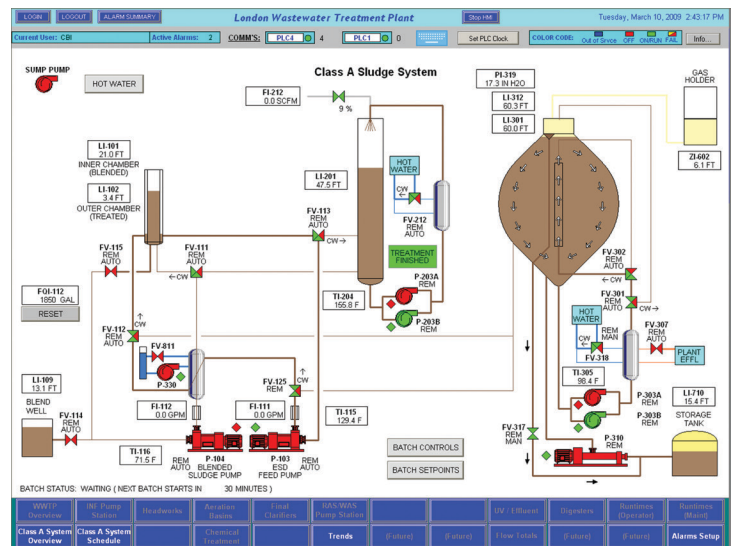 LOGIN LOGOUT ALARM SUMMARY London Wastewater Treatment Plant Stop HMI Tuesday, March 10, 2009 2:43:17 PM
Current User: CBI Active Alarms: 2 COMM'S: PLC4 4 PLC1 0 Set PLC Clock COLOR CODE: Out of Srvce OFF ON/RUN FAIL Info...
SUMP PUMP
HOT WATER
Class A Sludge System
FI-212
0.0 SCFM
9 %
PI-319
17.3 IN H2O
LI-312
60.3 FT
LI-301
60.0 FT
GAS
HOLDER
ZI-602
6.1 FT
LI-101
21.0 FT
INNER CHAMBER
(BLENDED)
LI-102
3.4 FT
OUTER CHAMBER
(TREATED)
LI-201
47.5 FT
HOT
WATER
CW
FV-212
REM
AUTO
FV-113
REM
AUTO
CW
TREATMENT
FINISHED
FV-115
REM
AUTO
FV-111
REM
AUTO
CW
P-203A
REM
TI-204
155.8 F
P-203B
REM
FV-302
REM
AUTO
CW
FV-301
REM
AUTO
CW
FQI-112
1850 GAL
RESET
FV-112
REM
AUTO
CW
FV-811
P-330
HOT
WATER
CW
REM
MAN
FV-318
FV-307
REM
AUTO
PLANT
EFFL
TI-305
98.4 F
LI-109
13.1 FT
BLEND
WELL
FV-114
REM
AUTO
FI-112
0.0 GPM
FI-111
0.0 GPM
FV-125
REM
AUTO
CW
TI-115
129.4 F
P-303A
REM
P-303B
REM
LI-710
15.4 FT
STORAGE
TANK
FV-317
REM
MAN
P-310
REM
TI-116
71.5 F
REM
AUTO
P-104
BLENDED
SLUDGE PUMP
P-103
ESD
FEED PUMP
REM
AUTO
BATCH CONTROLS
BATCH SETPOINTS
BATCH STATUS: WAITING ( NEXT BATCH STARTS IN 30 MINUTES )
WWTP Overview INF Pump Station Headworks Aeration Basins Final Clarifiers RAS/WAS Pump Station UV / Effluent Digesters Runtimes (Operator) Runtimes (Maint)
Class A System Overview Class A System Schedule Chemical Treatment Trends (Future) (Future) Flow Totals (Future) (Future) Alarms Setup